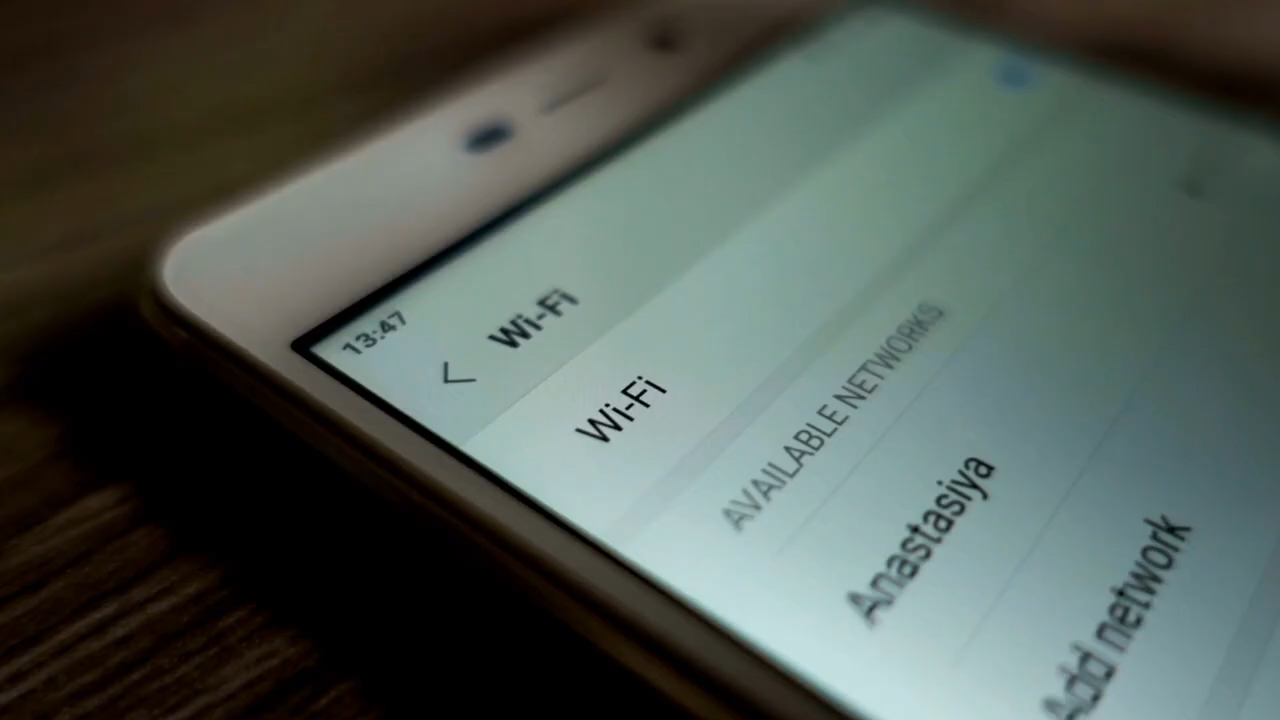 13:47
Wi-Fi
Wi-Fi
AVAILABLE NETWORKS
Anastasiya
Add network